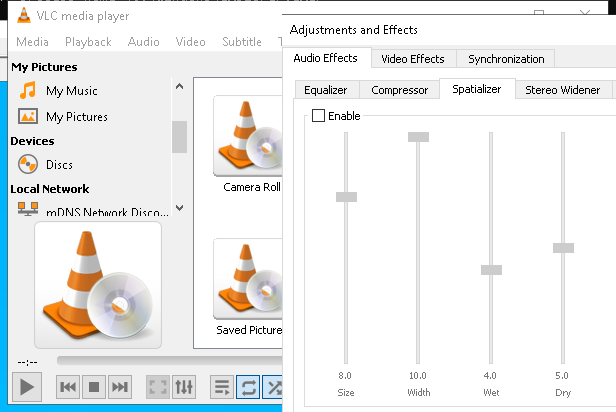 VLC media player
Media Playback Audio Video Subtitle
My Pictures
My Music
My Pictures
Devices
Discs
Local Network
mDNS Network Disco...
Camera Roll
Saved Picture
--:--
Adjustments and Effects
Audio Effects Video Effects Synchronization
Equalizer Compressor Spatializer Stereo Widener
Enable
8.0 10.0 4.0 5.0
Size Width Wet Dry